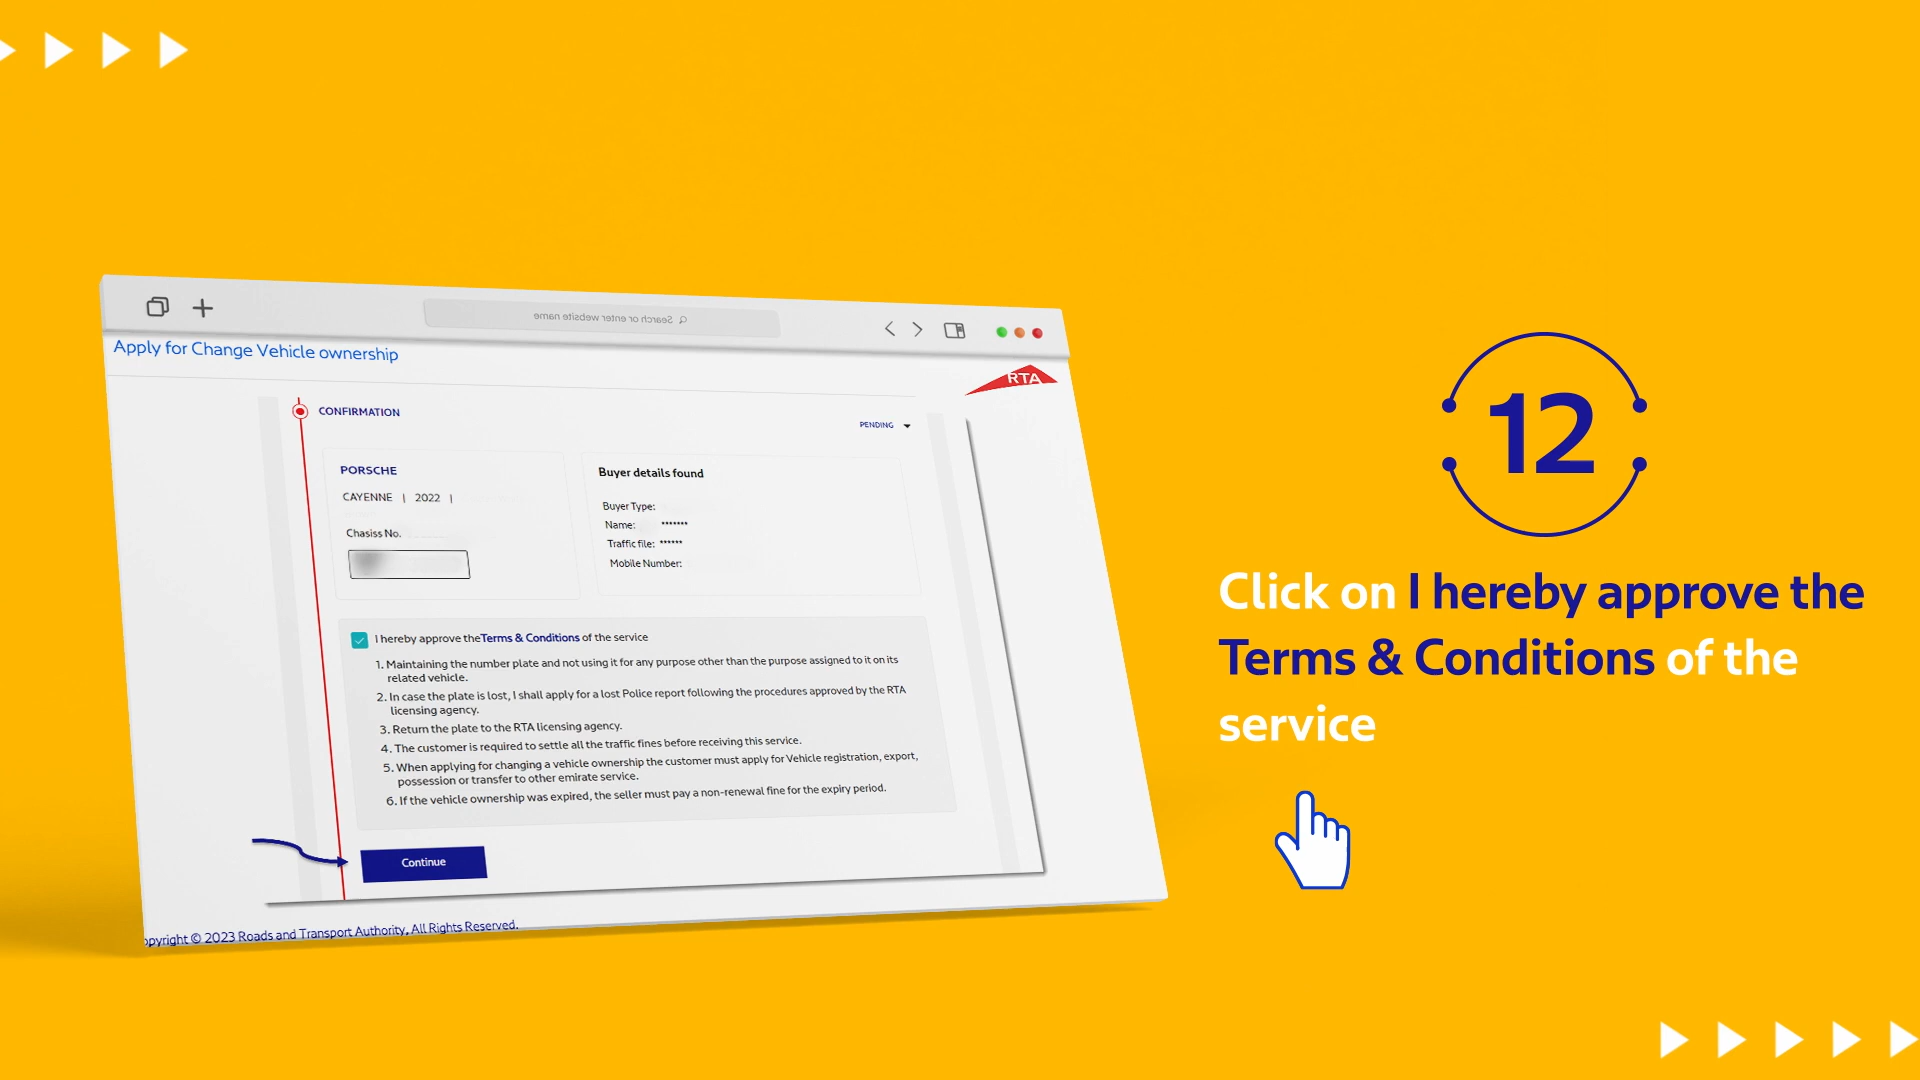 Search or enter website name
Apply for Change Vehicle ownership
RTA
CONFIRMATION
PENDING
PORSCHE
CAYENNE | 2022 |
Chasiss No.
Buyer details found
Buyer Type:
Name: *******
Traffic file: ******
Mobile Number:
I hereby approve theTerms & Conditions of the service
1. Maintaining the number plate and not using it for any purpose other than the purpose assigned to it on its
related vehicle.
2. In case the plate is lost, I shall apply for a lost Police report following the procedures approved by the RTA
licensing agency.
3. Return the plate to the RTA licensing agency.
4. The customer is required to settle all the traffic fines before receiving this service.
5. When applying for changing a vehicle ownership the customer must apply for Vehicle registration, export,
possession or transfer to other emirate service.
6. If the vehicle ownership was expired, the seller must pay a non-renewal fine for the expiry period.
Continue
opyright © 2023 Roads and Transport Authority, All Rights Reserved.
12
Click on I hereby approve the
Terms & Conditions of the
service